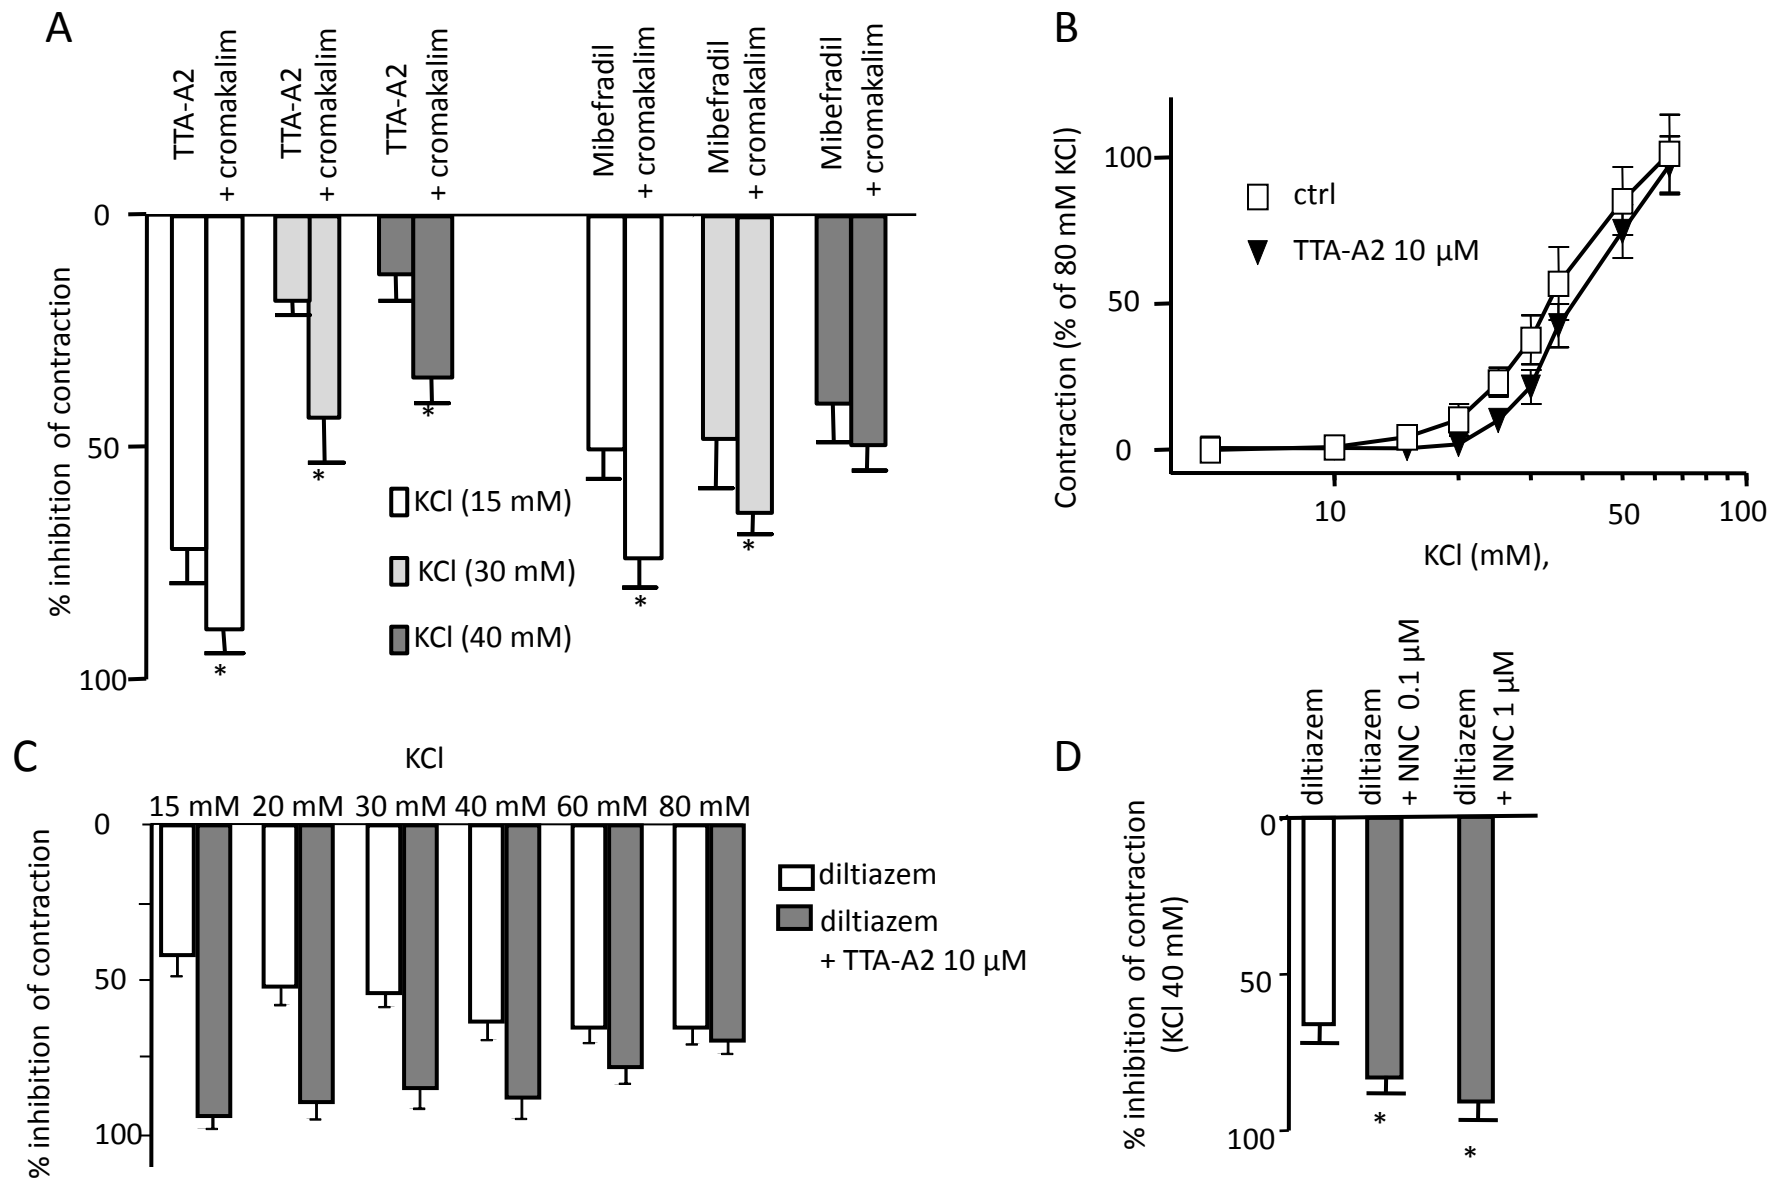 A
TTA-A2
+ cromakalim
TTA-A2
+ cromakalim
TTA-A2
+ cromakalim
Mibefradil
+ cromakalim
Mibefradil
+ cromakalim
Mibefradil
+ cromakalim
% inhibition of contraction
0
50
100
*
*
*
*
*
KCl (15 mM)
KCl (30 mM)
KCl (40 mM)
B
Contraction (% of 80 mM KCl)
100
50
0
ctrl
TTA-A2 10 µM
10
50
100
KCl (mM),
C
KCl
15 mM 20 mM 30 mM 40 mM 60 mM 80 mM
% inhibition of contraction
0
50
100
diltiazem
diltiazem
+ TTA-A2 10 µM
D
diltiazem
diltiazem
+ NNC 0.1 µM
diltiazem
+ NNC 1 µM
% inhibition of contraction
(KCl 40 mM)
0
50
100
*
*